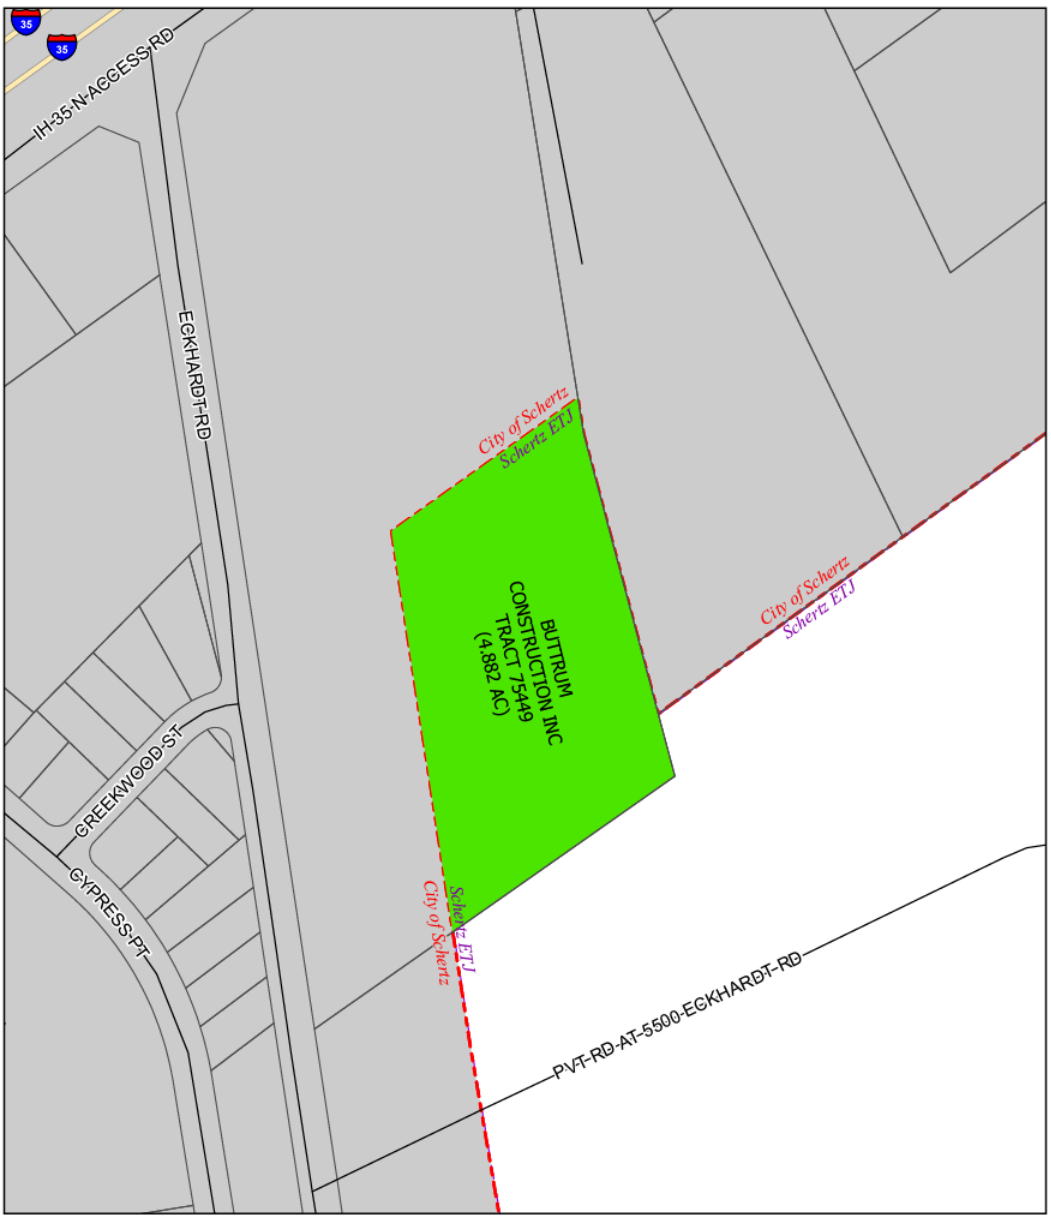 35
35
IH-35-N-ACCESS-RD
ECKHARDT-RD
City of Schertz
Schertz ETJ
City of Schertz
Schertz ETJ
BUTTRUM
CONSTRUCTION INC
TRACT 75449
(4.882 AC)
CREEKWOOD-ST
CYPRESS-PT
Schertz ETJ
City of Schertz
PVT-RD-AT-5500-ECKHARDT-RD